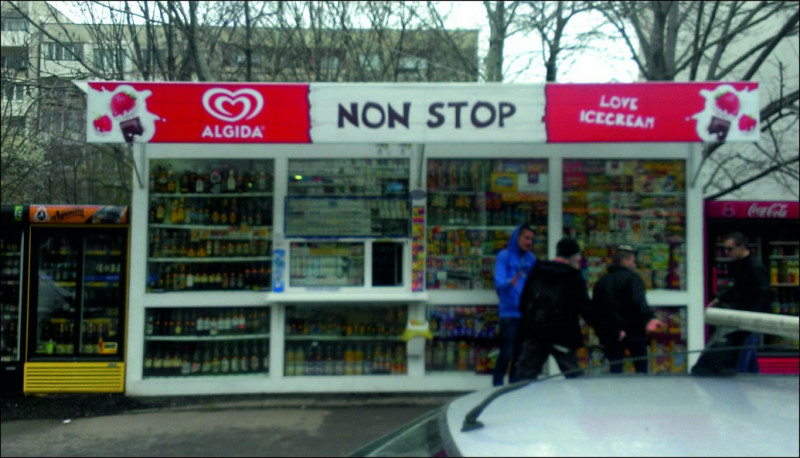 ALGIDA
NON STOP
LOVE
ICECREAM
Coca-Cola